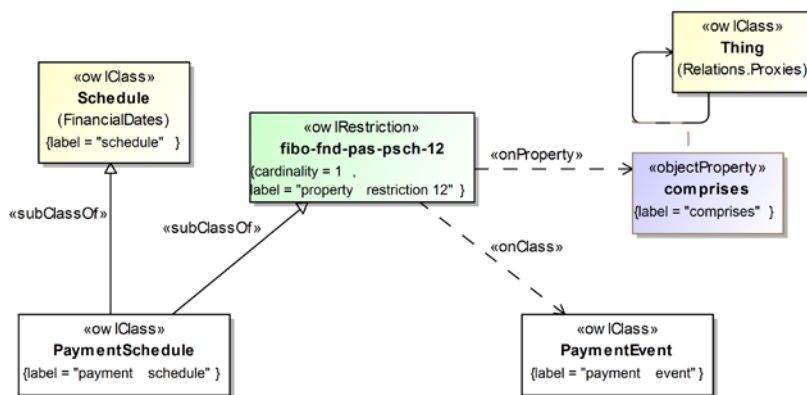 «owlClass»
Thing
(Relations.Proxies)
«owlClass»
Schedule
(FinancialDates)
{label = "schedule" }
«owlRestriction»
fibo-fnd-pas-psch-12
{cardinality = 1 ,
label = "property restriction 12" }
«onProperty»
«objectProperty»
comprises
{label = "comprises" }
«subClassOf»
«subClassOf»
«onClass»
«owlClass»
PaymentSchedule
{label = "payment schedule" }
«owlClass»
PaymentEvent
{label = "payment event" }